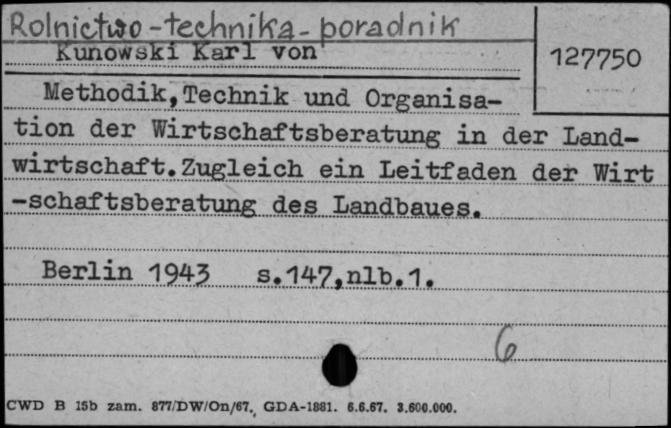 Rolnictwo-technika-poradnik
Kunowski Karl von
127750
Methodik,Technik und Organisa-
tion der Wirtschaftsberatung in der Land-
wirtschaft.Zugleich ein Leitfaden der Wirt
-schaftsberatung des Landbaues.
Berlin 1943 s.147,nlb.1.
6
CWD B 15b zam. 877/DW/On/67, GDA-1881. 6.6.67. 3.600.000.